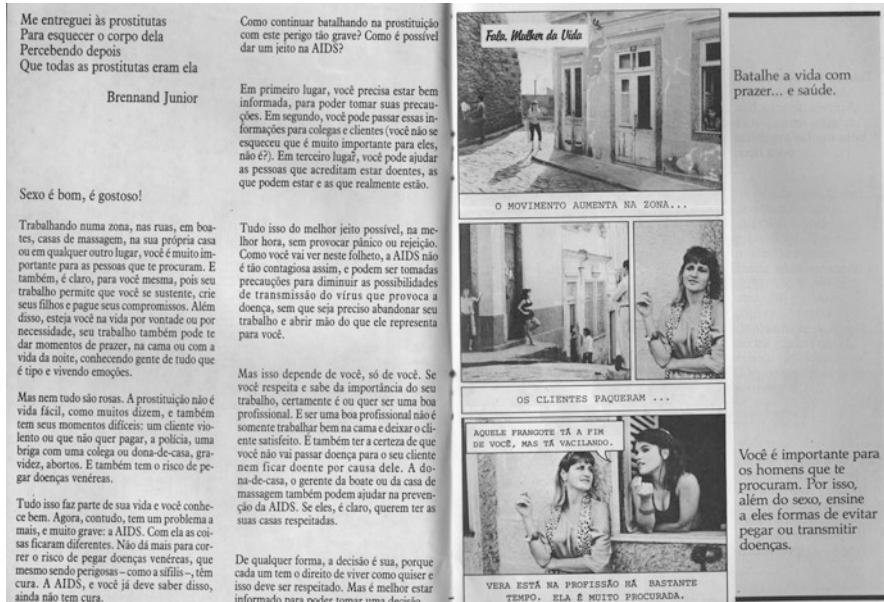 Me entreguei às prostitutas
Para esquecer o corpo dela
Percebendo depois
Que todas as prostitutas eram ela
Brennand Junior
Sexo é bom, é gostoso!
Trabalhando numa zona, nas ruas, em boa-
tes, casas de massagem, na sua própria casa
ou em qualquer outro lugar, você é muito im-
portante para as pessoas que te procuram. E
também, é claro, para você mesma, pois seu
trabalho permite que você se sustente, crie
seus filhos e pague seus compromissos. Além
disso, esteja você na vida por vontade ou por
necessidade, seu trabalho também pode te
dar momentos de prazer, na cama ou com a
vida da noite, conhecendo gente de tudo que
é tipo e vivendo emoções.
Mas nem tudo são rosas. A prostituição não é
vida fácil, como muitos dizem, e também
tem seus momentos difíceis: um cliente vio-
lento ou que não quer pagar, a polícia, uma
briga com uma colega ou dona-de-casa, gra-
videz, abortos. E também tem o risco de pe-
gar doenças venéreas.
Tudo isso faz parte de sua vida e você conhe-
ce bem. Agora, contudo, tem um problema a
mais, e muito grave: a AIDS. Com ela as coi-
sas ficaram diferentes. Não dá mais para cor-
rer o risco de pegar doenças venéreas, que
mesmo sendo perigosas – como a sífilis –, têm
cura. A AIDS, e você já deve saber disso,
ainda não tem cura.
Como continuar batalhando na prostituição
com este perigo tão grave? Como é possível
dar um jeito na AIDS?
Em primeiro lugar, você precisa estar bem
informada, para poder tomar suas precau-
ções. Em segundo, você pode passar essas in-
formações para colegas e clientes (você não se
esqueceu que é muito importante para eles,
não é?). Em terceiro lugar, você pode ajudar
as pessoas que acreditam estar doentes, as
que podem estar e as que realmente estão.
Tudo isso do melhor jeito possível, na me-
lhor hora, sem provocar pânico ou rejeição.
Como você vai ver neste folheto, a AIDS não
é tão contagiosa assim, e podem ser tomadas
precauções para diminuir as possibilidades
de transmissão do vírus que provoca a
doença, sem que seja preciso abandonar seu
trabalho e abrir mão do que ele representa
para você.
Mas isso depende de você, só de você. Se
você respeita e sabe da importância do seu
trabalho, certamente é ou quer ser uma boa
profissional. E ser uma boa profissional não é
somente trabalhar bem na cama e deixar o cli-
ente satisfeito. É também ter a certeza de que
você não vai passar doença para o seu cliente
nem ficar doente por causa dele. A do-
na-de-casa, o gerente da boate ou da casa de
massagem também podem ajudar na preven-
ção da AIDS. Se eles, é claro, querem ter as
suas casas respeitadas.
De qualquer forma, a decisão é sua, porque
cada um tem o direito de viver como quiser e
isso deve ser respeitado. Mas é melhor estar
informado para poder tomar uma decisão
Fala, Mulher da Vida
O MOVIMENTO AUMENTA NA ZONA...
OS CLIENTES PAQUERAM ...
AQUELE FRANGOTE TÁ A FIM
DE VOCÊ, MAS TÁ VACILANDO.
VERA ESTÁ NA PROFISSÃO HÁ BASTANTE
TEMPO. ELA É MUITO PROCURADA.
Batalhe a vida com
prazer... e saúde.
Você é importante para
os homens que te
procuram. Por isso,
além do sexo, ensine
a eles formas de evitar
pegar ou transmitir
doenças.